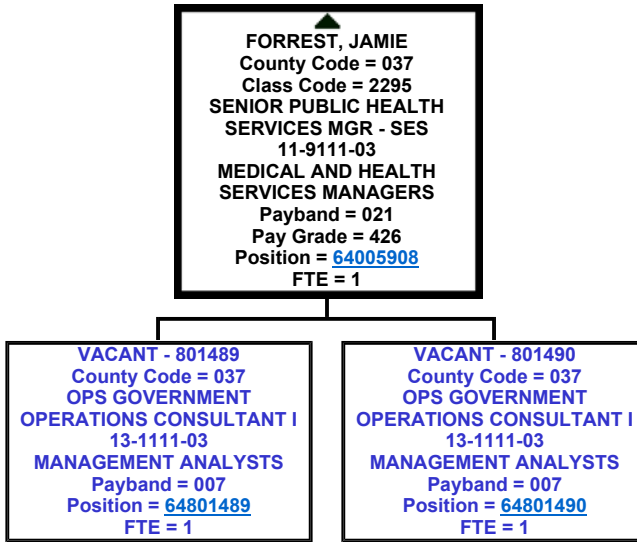 FORREST, JAMIE
County Code = 037
Class Code = 2295
SENIOR PUBLIC HEALTH
SERVICES MGR - SES
11-9111-03
MEDICAL AND HEALTH
SERVICES MANAGERS
Payband = 021
Pay Grade = 426
Position = 64005908
FTE = 1
VACANT - 801489
County Code = 037
OPS GOVERNMENT
OPERATIONS CONSULTANT I
13-1111-03
MANAGEMENT ANALYSTS
Payband = 007
Position = 64801489
FTE = 1
VACANT - 801490
County Code = 037
OPS GOVERNMENT
OPERATIONS CONSULTANT I
13-1111-03
MANAGEMENT ANALYSTS
Payband = 007
Position = 64801490
FTE = 1